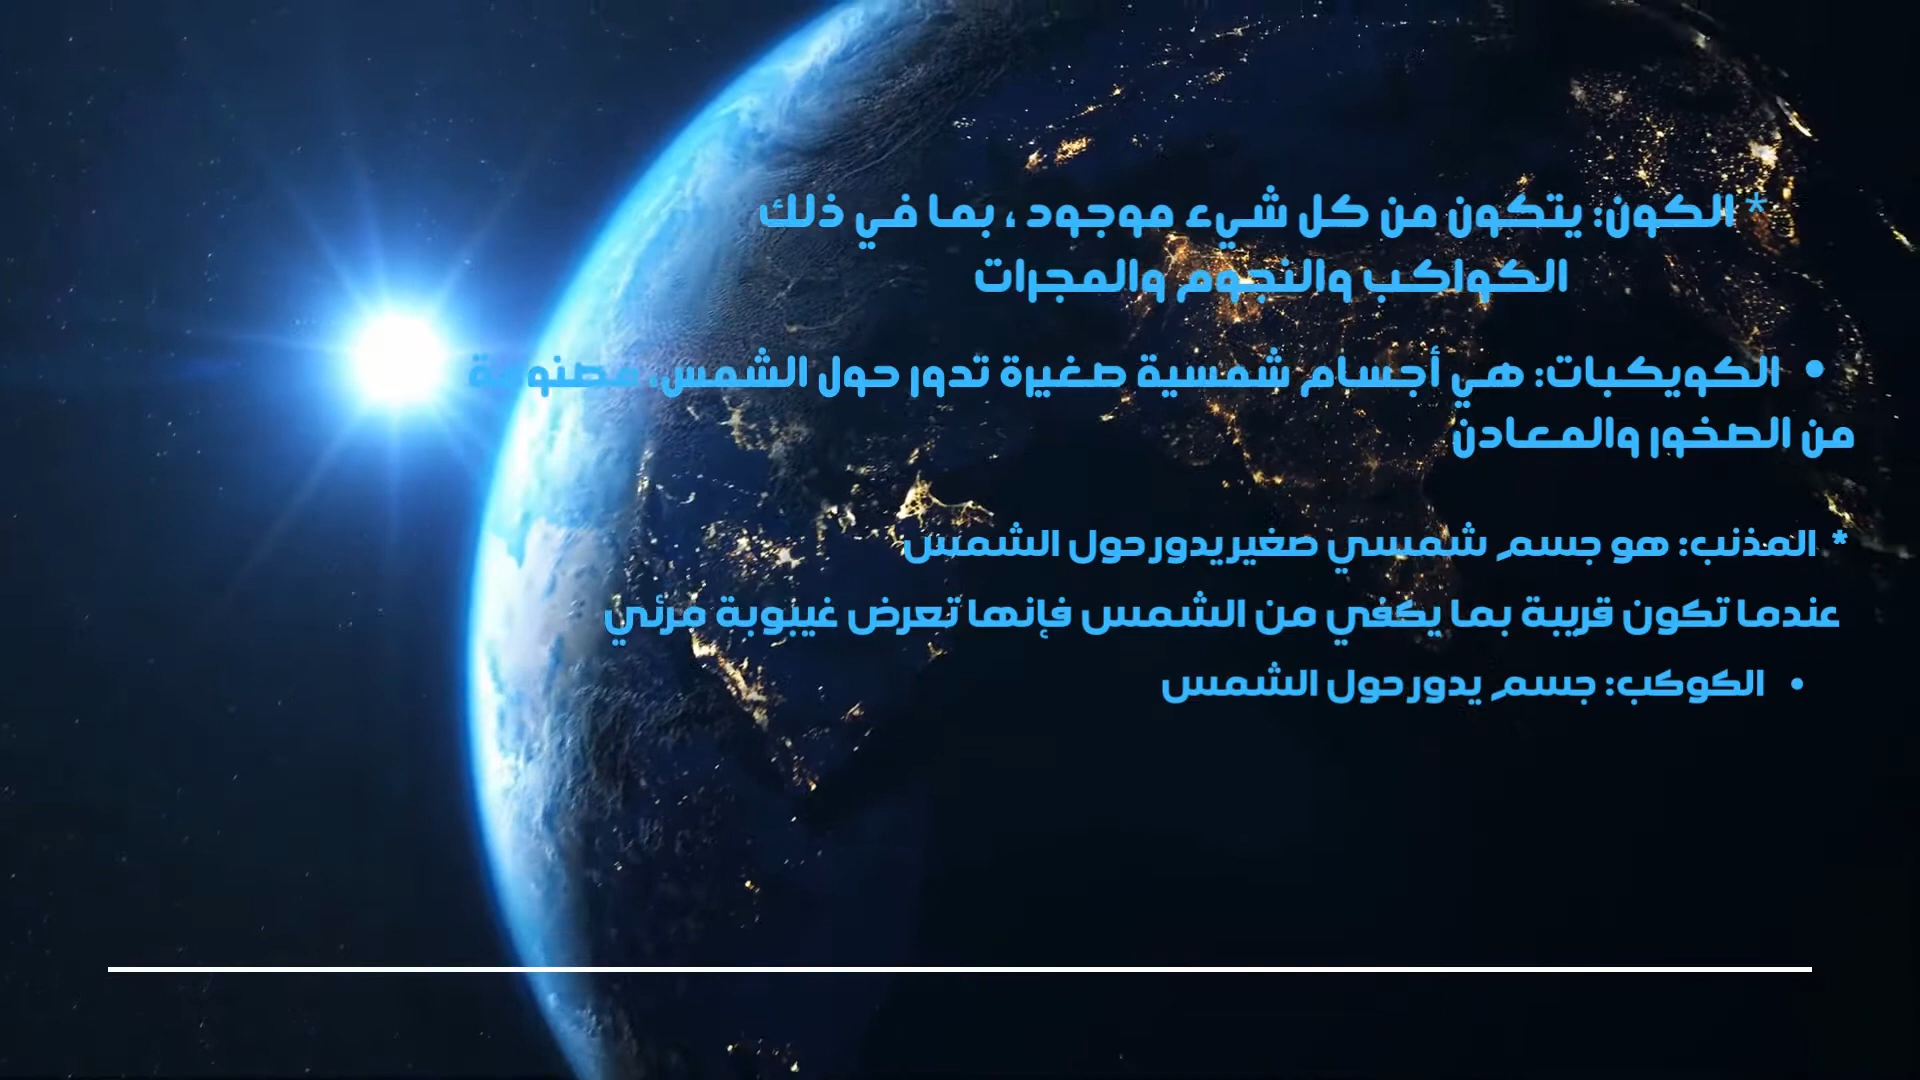 * الكون: يتكون من كل شيء موجود ، بما في ذلك
الكواكب والنجوم والمجرات
• الكويكبات: هي أجسام شمسية صغيرة تدور حول الشمس، مصنوعة
من الصخور والمعادن
* المذنب: هو جسم شمسي صغيريدورحول الشمس
عندما تكون قريبة بما يكفي من الشمس فإنها تعرض غيبوبة مرئي
• الكوكب: جسم يدورحول الشمس